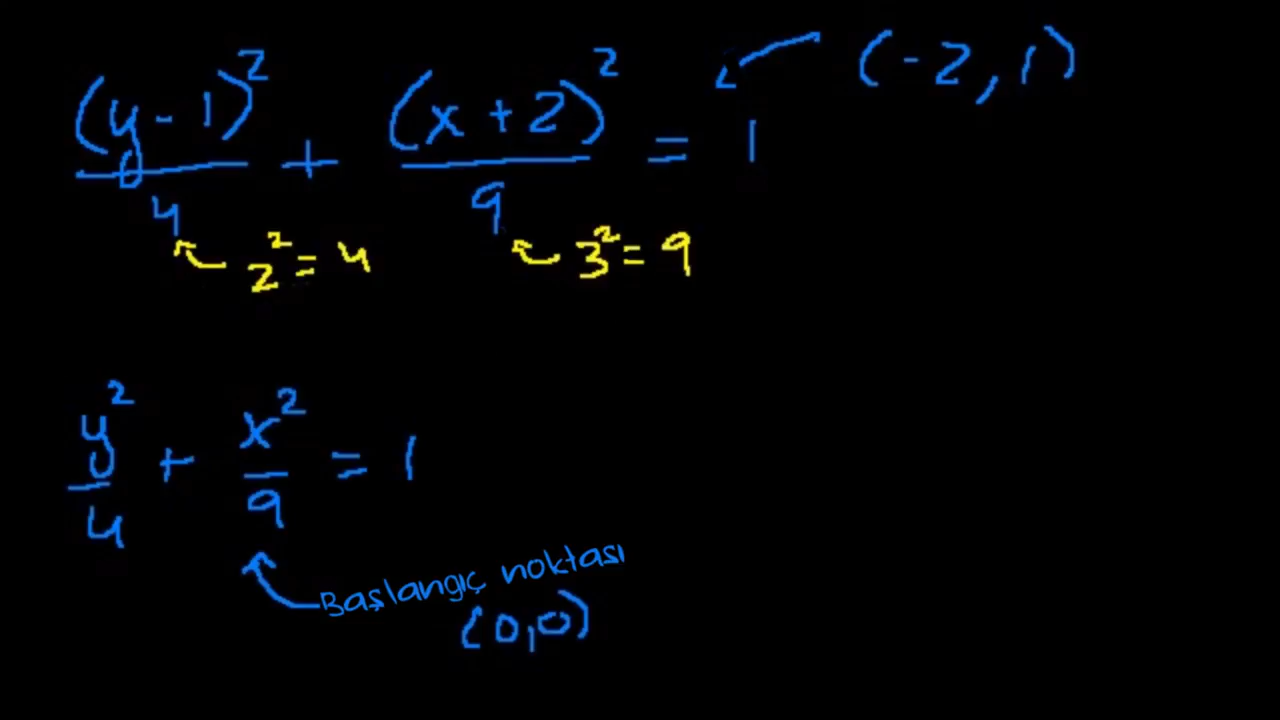 (y - 1)² / 4 + (x + 2)² / 9 = 1 (-2, 1)
2² = 4 3² = 9
y² / 4 + x² / 9 = 1
Başlangıç noktası
(0,0)